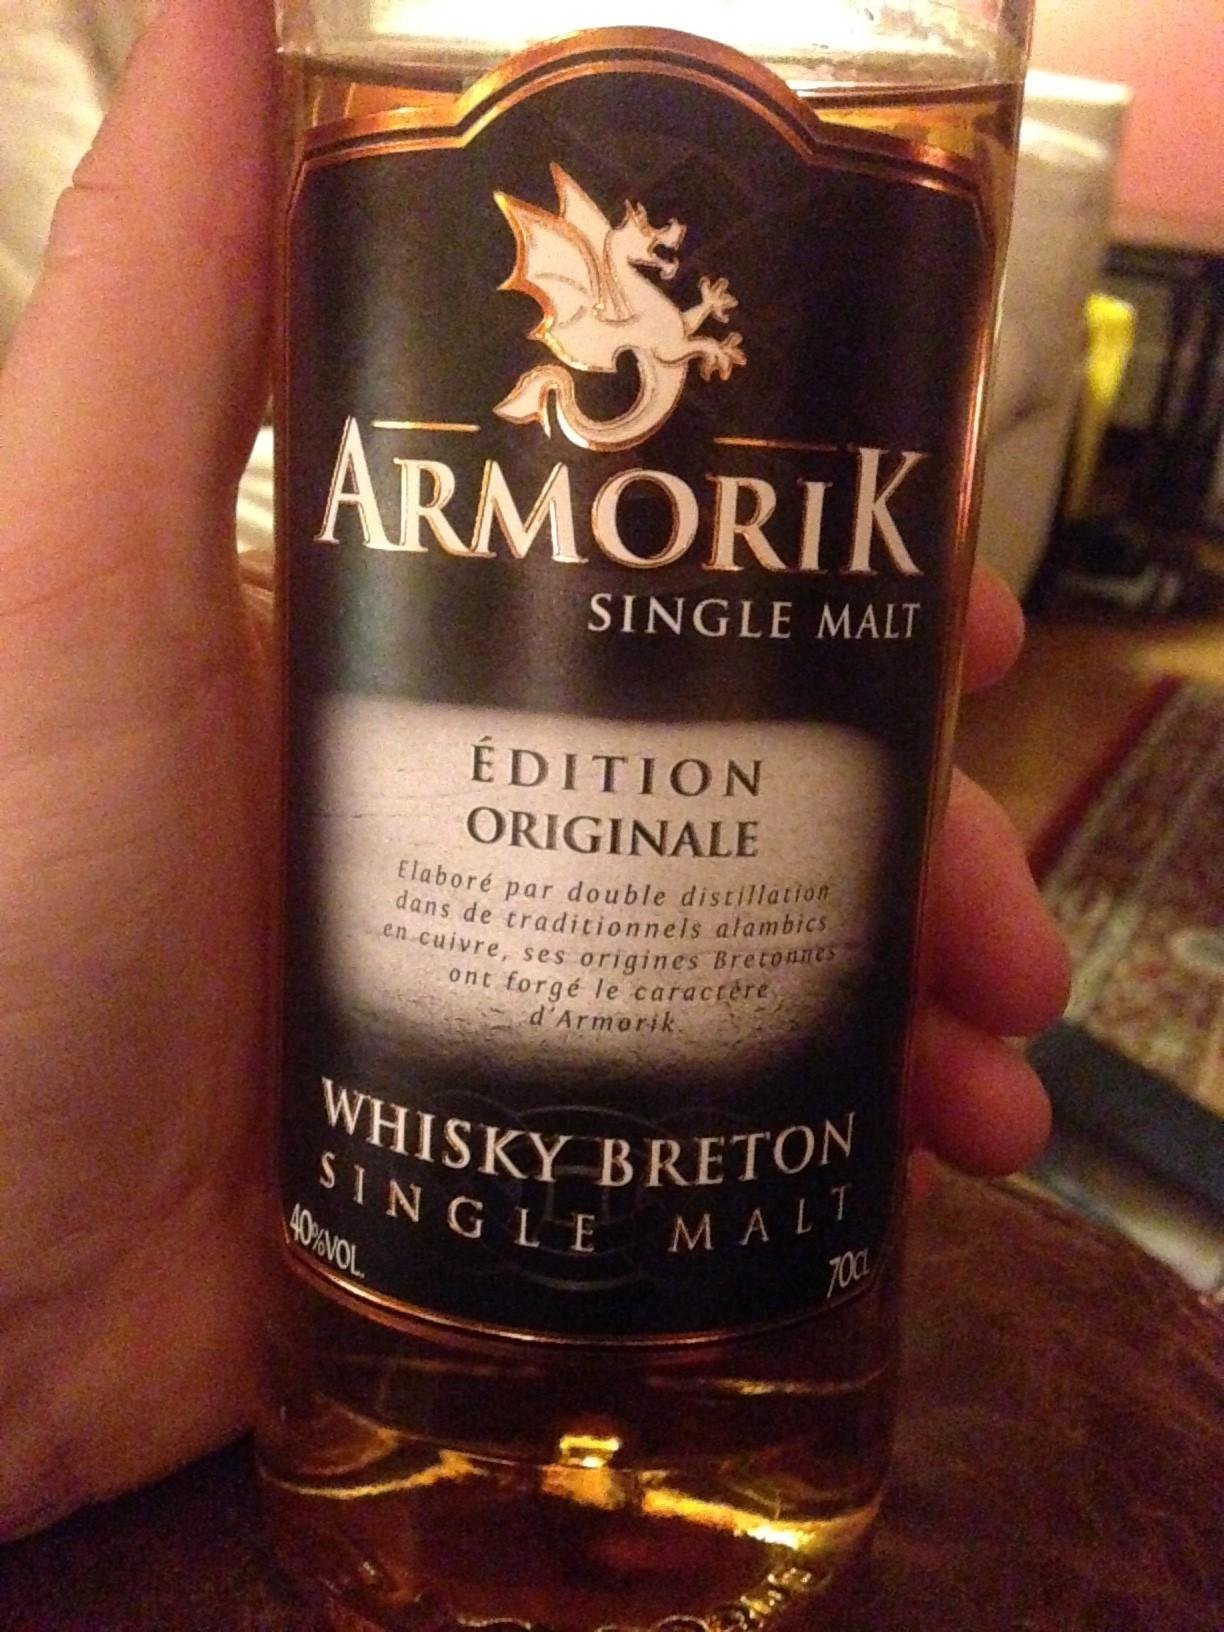 ARMORIK
SINGLE MALT
ÉDITION
ORIGINALE
Elaboré par double distillation
dans de traditionnels alambics
en cuivre, ses origines Bretonnes
ont forgé le caractère
d'Armorik.
WHISKY BRETON
SINGLE MALT
40%VOL.
70CL